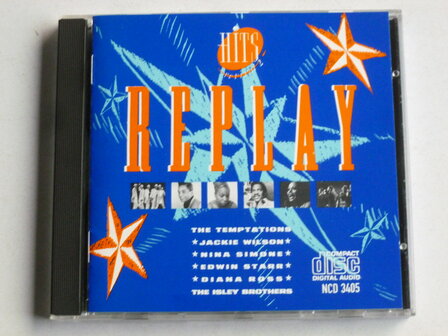 HITS
REPLAY
THE TEMPTATIONS
★JACKIE WILSON★
★NINA SIMONE★
★EDWIN STARR★
★DIANA ROSS★
THE ISLEY BROTHERS
COMPACT
disc
DIGITAL AUDIO
NCD 3405